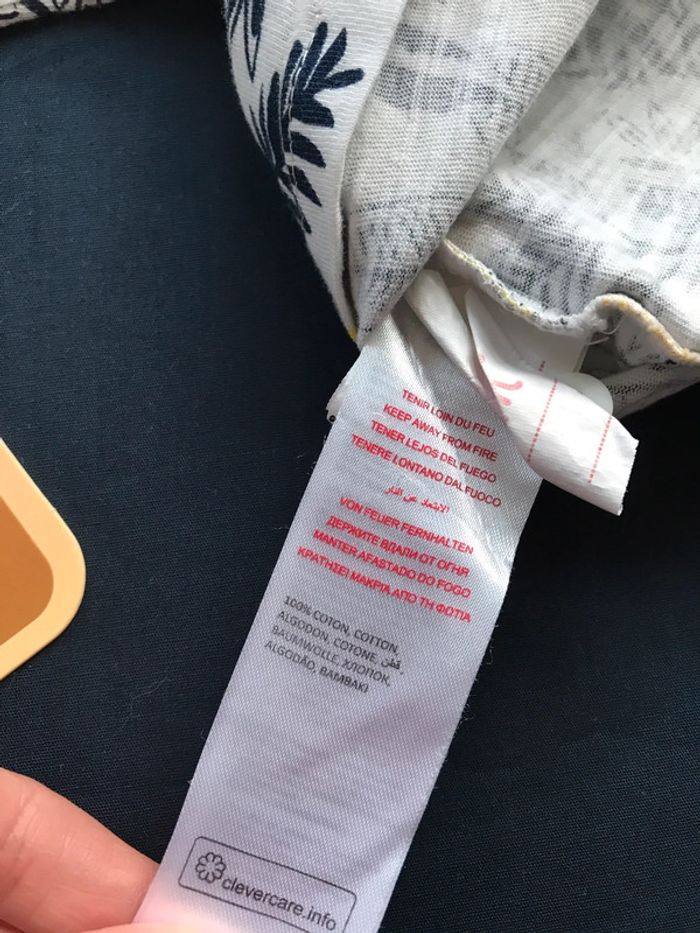 TENIR LOIN DU FEU
KEEP AWAY FROM FIRE
TENER LEJOS DEL FUEGO
TENERE LONTANO DAL FUOCO
الابتعاد عن النار
VON FEUER FERNHALTEN
ДЕРЖИТЕ ВДАЛИ ОТ ОГНЯ
MANTER AFASTADO DO FOGO
ΚΡΑΤΗΣΕΙ ΜΑΚΡΙΑ ΑΠΟ ΤΗ ΦΩΤΙΑ
100% COTON, COTTON,
ALGODON, COTONE, قطن,
BAUMWOLLE, ХЛОПОК,
ALGODÃO, ΒΑΜΒΑΚΙ
clevercare.info